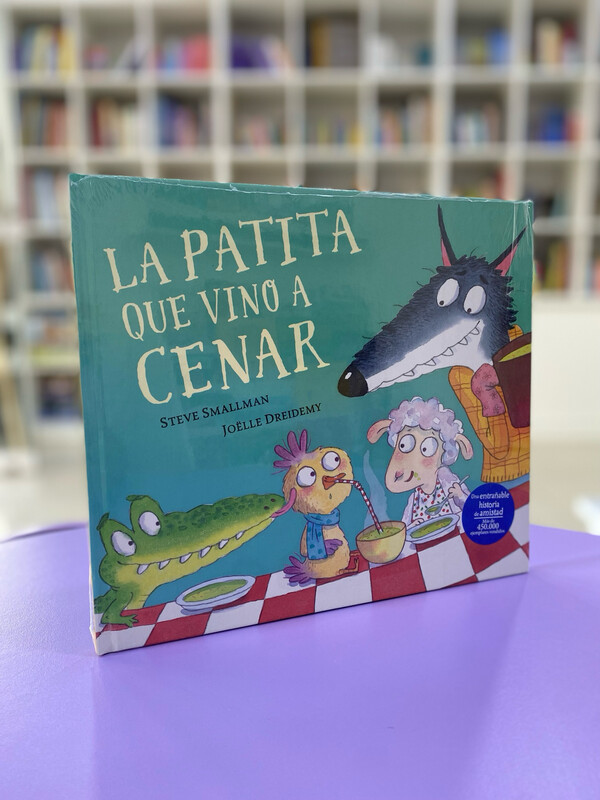 LA PATITA
QUE VINO A
CENAR
STEVE SMALLMAN
JOËLLE DREIDEMY
Una entrañable
historia
de amistad
Más de
450.000
ejemplares vendidos